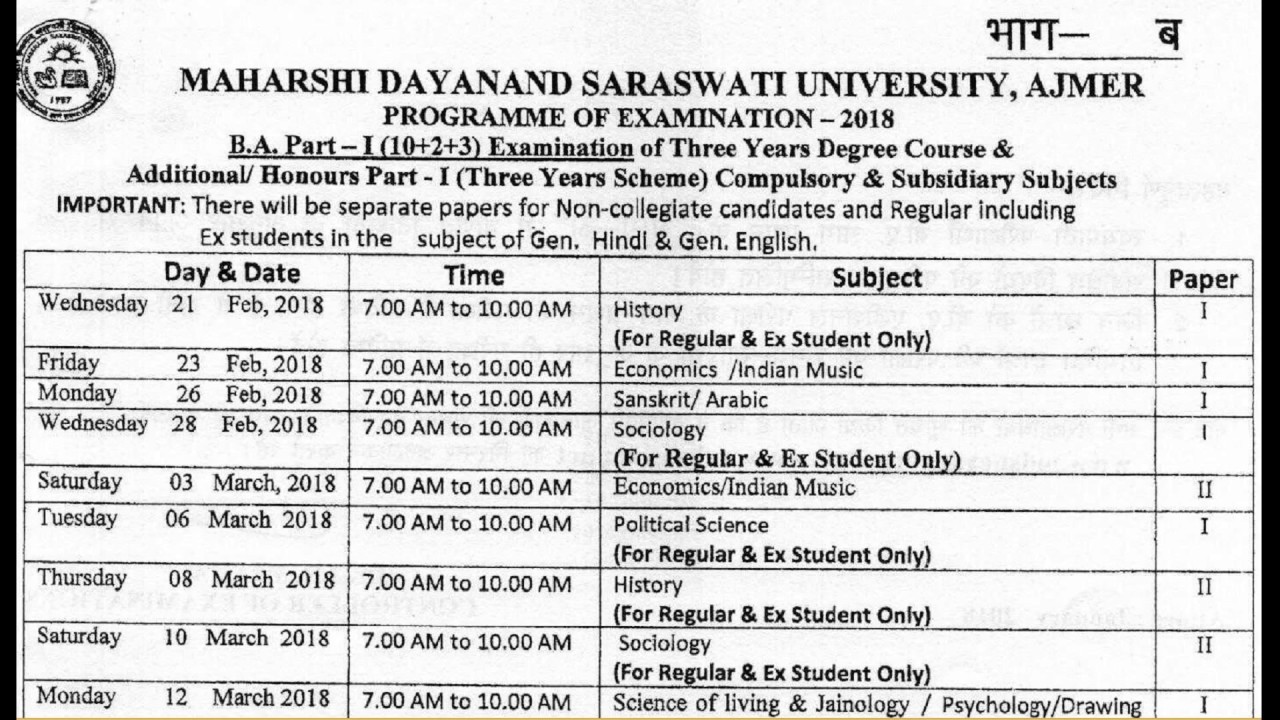 भाग— ब
MAHARSHI DAYANAND SARASWATI UNIVERSITY, AJMER
PROGRAMME OF EXAMINATION – 2018
B.A. Part – I (10+2+3) Examination of Three Years Degree Course &
Additional/ Honours Part - I (Three Years Scheme) Compulsory & Subsidiary Subjects
IMPORTANT: There will be separate papers for Non-collegiate candidates and Regular including
Ex students in the subject of Gen. Hindi & Gen. English,
Day & Date Time Subject Paper
Wednesday 21 Feb, 2018 7.00 AM to 10.00 AM History I
(For Regular & Ex Student Only)
Friday 23 Feb, 2018 7.00 AM to 10.00 AM Economics /Indian Music I
Monday 26 Feb, 2018 7.00 AM to 10.00 AM Sanskrit/ Arabic I
Wednesday 28 Feb, 2018 7.00 AM to 10.00 AM Sociology I
(For Regular & Ex Student Only)
Saturday 03 March, 2018 7.00 AM to 10.00 AM Economics/Indian Music II
Tuesday 06 March 2018 7.00 AM to 10.00 AM Political Science I
(For Regular & Ex Student Only)
Thursday 08 March 2018 7.00 AM to 10.00 AM History II
(For Regular & Ex Student Only)
Saturday 10 March 2018 7.00 AM to 10.00 AM Sociology II
(For Regular & Ex Student Only)
Monday 12 March 2018 7.00 AM to 10.00 AM Science of living & Jainology / Psychology/Drawing I